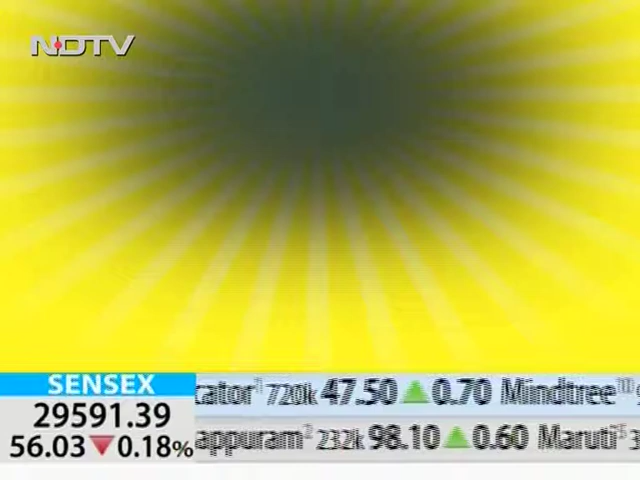 NDTV
SENSEX
29591.39
56.03 ▼ 0.18%
cator 720k 47.50 ▲ 0.70 Mindtree
appuram 232k 98.10 ▲ 0.60 Maruti